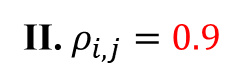 II. ρi,j = 0.9